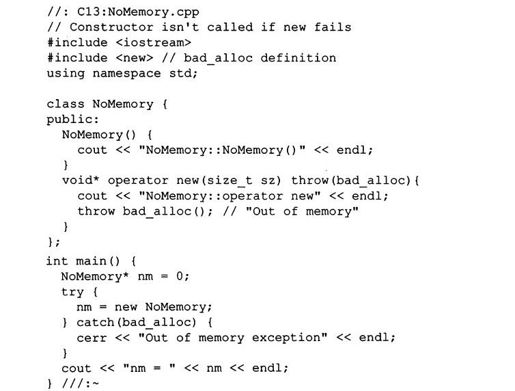 //: C13:NoMemory.cpp
// Constructor isn't called if new fails
#include <iostream>
#include <new> // bad_alloc definition
using namespace std;
class NoMemory {
public:
NoMemory() {
cout << "NoMemory::NoMemory()" << endl;
}
void* operator new(size_t sz) throw(bad_alloc){
cout << "NoMemory::operator new" << endl;
throw bad_alloc(); // "Out of memory"
}
};
int main() {
NoMemory* nm = 0;
try {
nm = new NoMemory;
} catch(bad_alloc) {
cerr << "Out of memory exception" << endl;
}
cout << "nm = " << nm << endl;
} ///:~